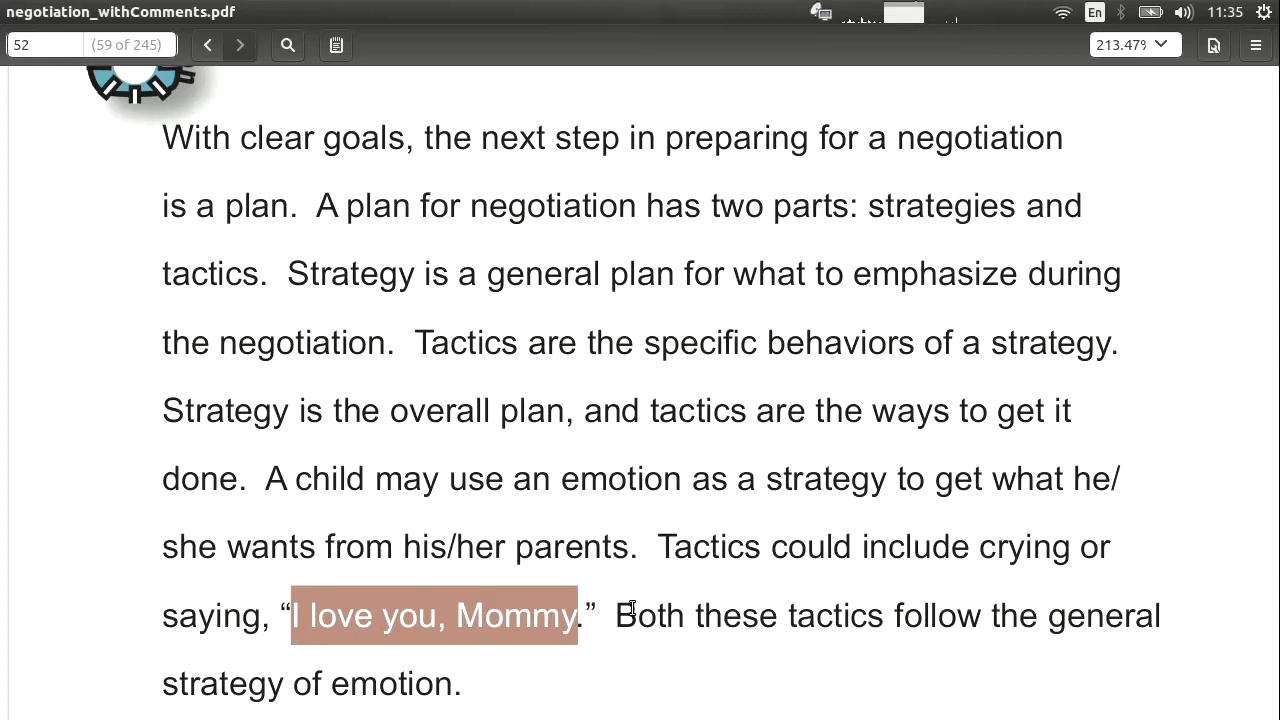 negotiation_withComments.pdf
En
11:35
52
(59 of 245)
213.47%
With clear goals, the next step in preparing for a negotiation
is a plan.  A plan for negotiation has two parts: strategies and
tactics.  Strategy is a general plan for what to emphasize during
the negotiation.  Tactics are the specific behaviors of a strategy.
Strategy is the overall plan, and tactics are the ways to get it
done.  A child may use an emotion as a strategy to get what he/
she wants from his/her parents.  Tactics could include crying or
saying, “I love you, Mommy.”  Both these tactics follow the general
strategy of emotion.